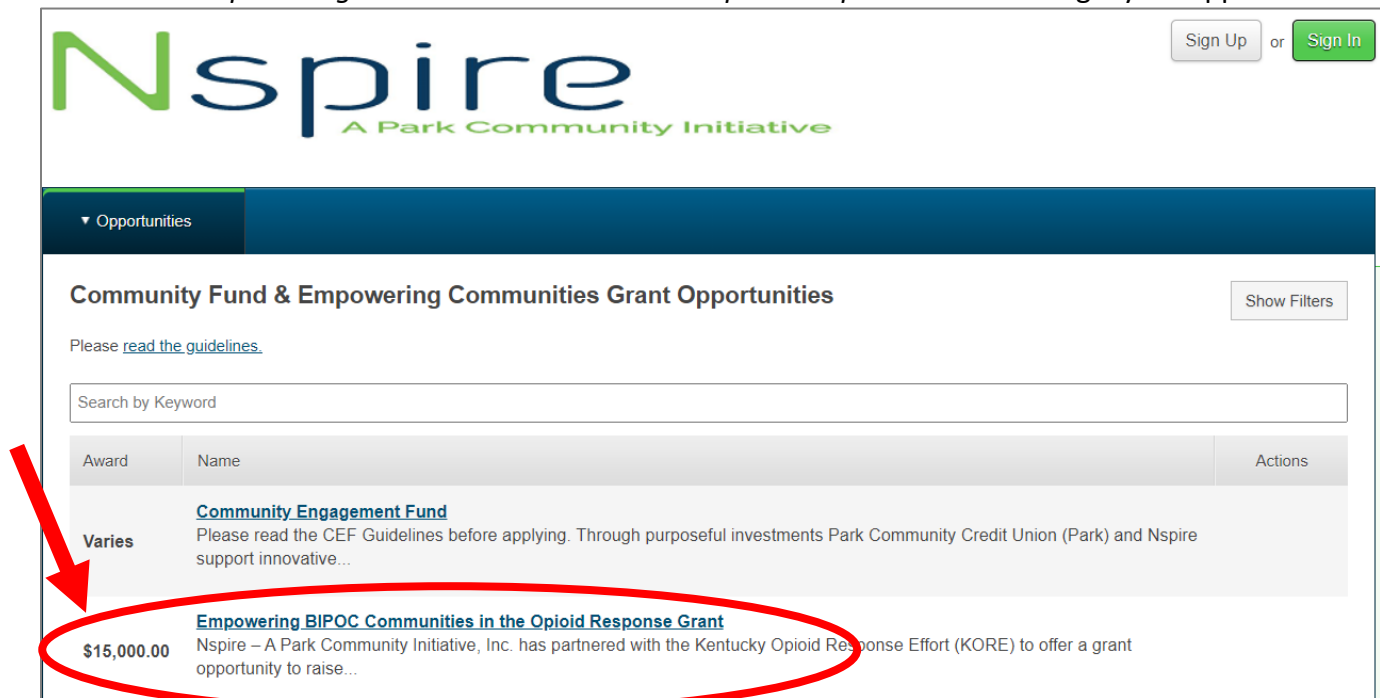 Sign Up or Sign In
Nspire
A Park Community Initiative
▼ Opportunities
Community Fund & Empowering Communities Grant Opportunities
Show Filters
Please read the guidelines.
Search by Keyword
Award Name Actions
Community Engagement Fund
Varies
Please read the CEF Guidelines before applying. Through purposeful investments Park Community Credit Union (Park) and Nspire
support innovative...
Empowering BIPOC Communities in the Opioid Response Grant
$15,000.00
Nspire – A Park Community Initiative, Inc. has partnered with the Kentucky Opioid Response Effort (KORE) to offer a grant
opportunity to raise...